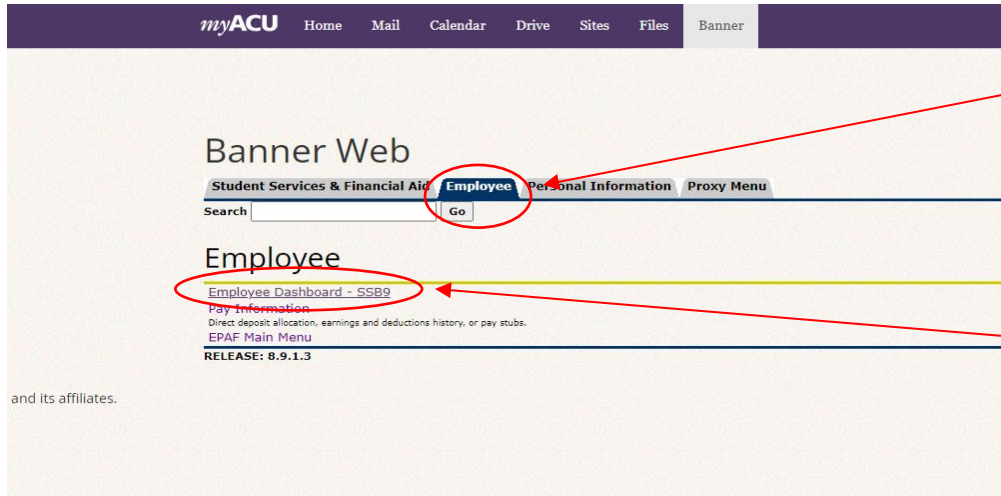 myACU Home Mail Calendar Drive Sites Files Banner
Banner Web
Student Services & Financial Aid Employee Personal Information Proxy Menu
Search Go
Employee
Employee Dashboard - SSB9
Pay Information
Direct deposit allocation, earnings and deductions history, or pay stubs.
EPAF Main Menu
RELEASE: 8.9.1.3
and its affiliates.